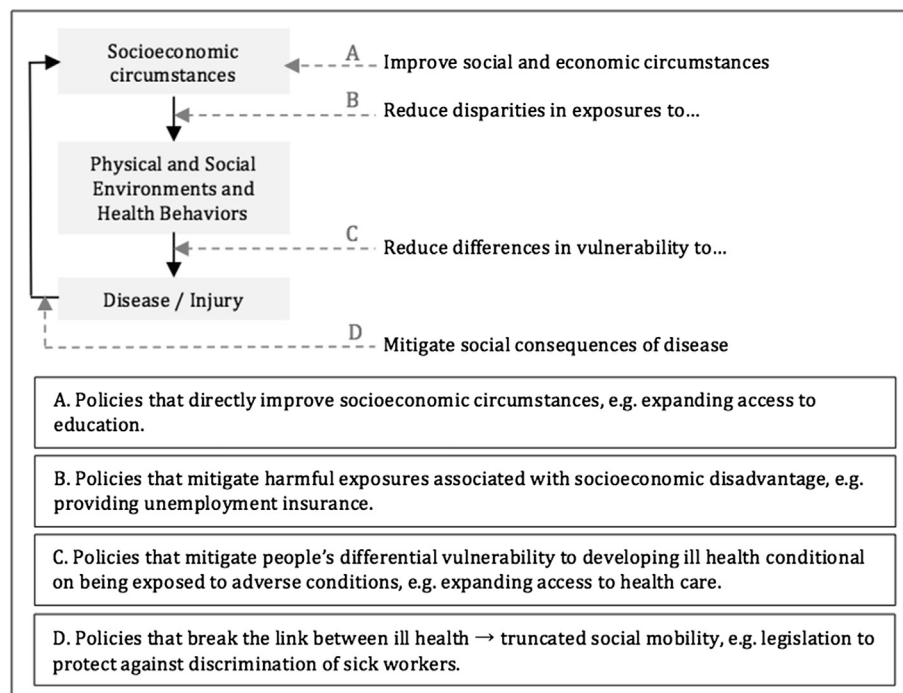 Socioeconomic
circumstances
A
Improve social and economic circumstances
B
Reduce disparities in exposures to...
Physical and Social
Environments and
Health Behaviors
C
Reduce differences in vulnerability to...
Disease / Injury
D
Mitigate social consequences of disease
A. Policies that directly improve socioeconomic circumstances, e.g. expanding access to
education.
B. Policies that mitigate harmful exposures associated with socioeconomic disadvantage, e.g.
providing unemployment insurance.
C. Policies that mitigate people’s differential vulnerability to developing ill health conditional
on being exposed to adverse conditions, e.g. expanding access to health care.
D. Policies that break the link between ill health → truncated social mobility, e.g. legislation to
protect against discrimination of sick workers.